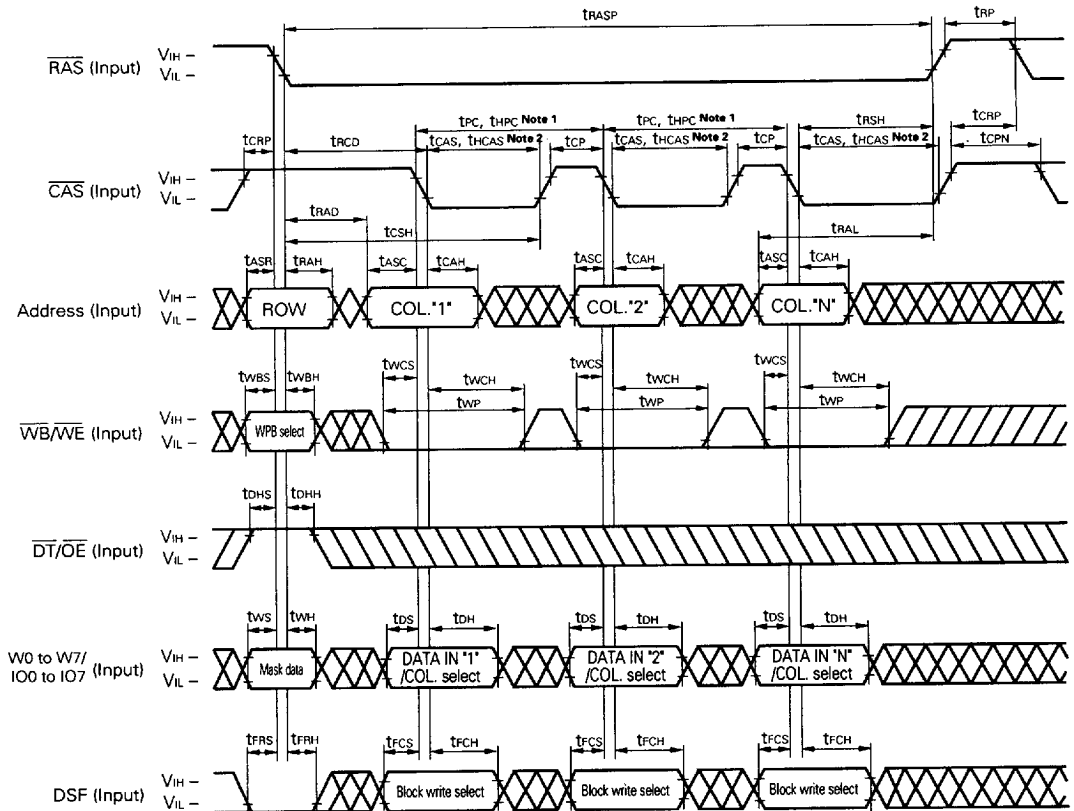 tRASP tRP
RAS (Input) VIH – VIL –
tPC, tHPC Note 1 tPC, tHPC Note 1 tRSH tCRP
tCRP tRCD tCAS, tHCAS Note 2 tCP tCAS, tHCAS Note 2 tCP tCAS, tHCAS Note 2 tCPN
CAS (Input) VIH – VIL –
tRAD tCSH tRAL
tASR tRAH tASC tCAH tASC tCAH tASC tCAH
Address (Input) VIH – VIL – ROW COL."1" COL."2" COL."N"
tWBS tWBH tWCS tWCH tWCS tWCH tWCS tWCH
tWP tWP tWP
WB/WE (Input) VIH – VIL – WPB select
tDHS tDHH
DT/OE (Input) VIH – VIL –
tWS tWH tDS tDH tDS tDH tDS tDH
W0 to W7/ IO0 to IO7 (Input) VIH – VIL – Mask data DATA IN "1" /COL. select DATA IN "2" /COL. select DATA IN "N" /COL. select
tFRS tFRH tFCS tFCH tFCS tFCH tFCS tFCH
DSF (Input) VIH – VIL – Block write select Block write select Block write select